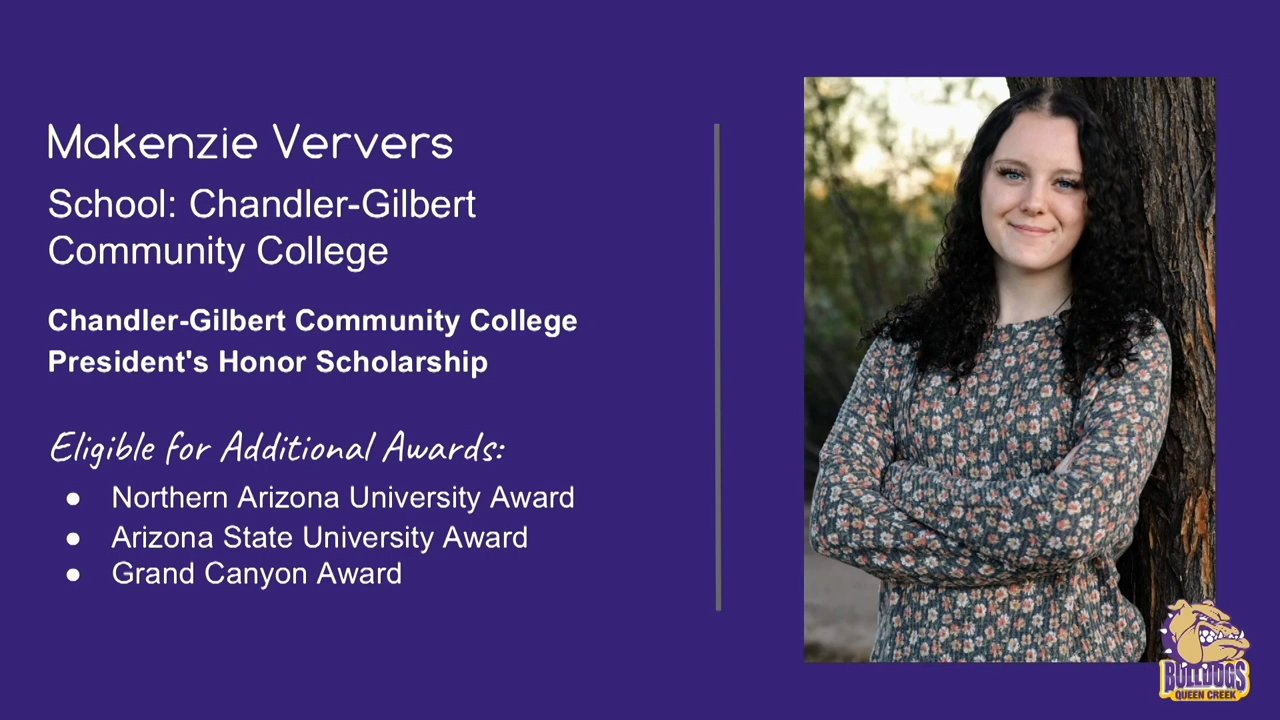 Makenzie Ververs
School: Chandler-Gilbert
Community College
Chandler-Gilbert Community College
President's Honor Scholarship
Eligible for Additional Awards:
● Northern Arizona University Award
● Arizona State University Award
● Grand Canyon Award
BULLDOGS
QUEEN CREEK